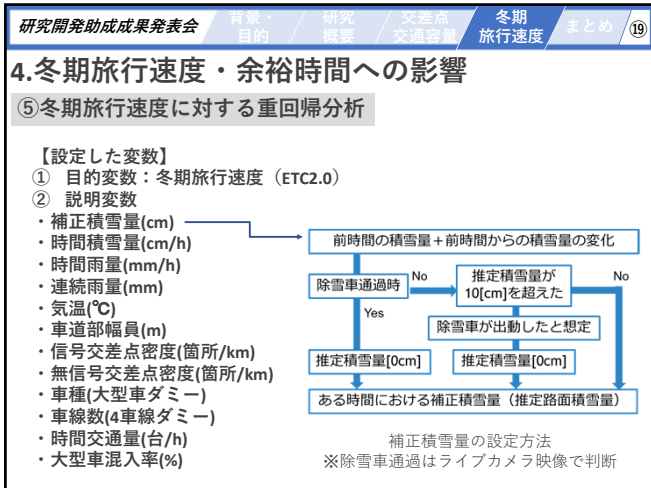 研究開発助成成果発表会
背景・
目的
研究
概要
交差点
交通容量
冬期
旅行速度
まとめ
⑲
4.冬期旅行速度・余裕時間への影響
⑤冬期旅行速度に対する重回帰分析
【設定した変数】
① 目的変数：冬期旅行速度（ETC2.0）
② 説明変数
・補正積雪量(cm)
・時間積雪量(cm/h)
・時間雨量(mm/h)
・連続雨量(mm)
・気温(℃)
・車道部幅員(m)
・信号交差点密度(箇所/km)
・無信号交差点密度(箇所/km)
・車種(大型車ダミー)
・車線数(4車線ダミー)
・時間交通量(台/h)
・大型車混入率(%)
前時間の積雪量＋前時間からの積雪量の変化
除雪車通過時
No
推定積雪量が
10[cm]を超えた
No
Yes
除雪車が出動したと想定
推定積雪量[0cm]
推定積雪量[0cm]
ある時間における補正積雪量（推定路面積雪量）
補正積雪量の設定方法
※除雪車通過はライブカメラ映像で判断